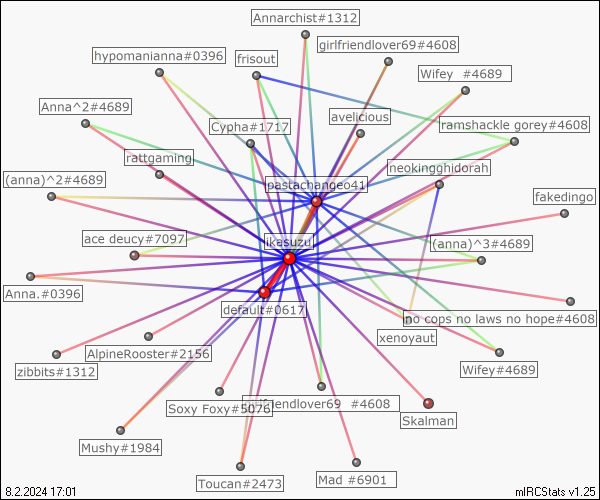 Annarchist#1312
girlfriendlover69#4608
hypomanianna#0396
frisout
Wifey #4689
Anna^2#4689
Cypha#1717
avelicious
ramshackle gorey#4608
rattgaming
neokingghidorah
(anna)^2#4689
pastachangeo41
fakedingo
ace deucy#7097
ikasuzu
(anna)^3#4689
Anna.#0396
default#0617
no cops no laws no hope#4608
xenoyaut
AlpineRooster#2156
zibbits#1312
Wifey#4689
Soxy Foxy#5076
girlfriendlover69 #4608
Skalman
Mushy#1984
Toucan#2473
Mad #6901
8.2.2024 17:01
mIRCStats v1.25